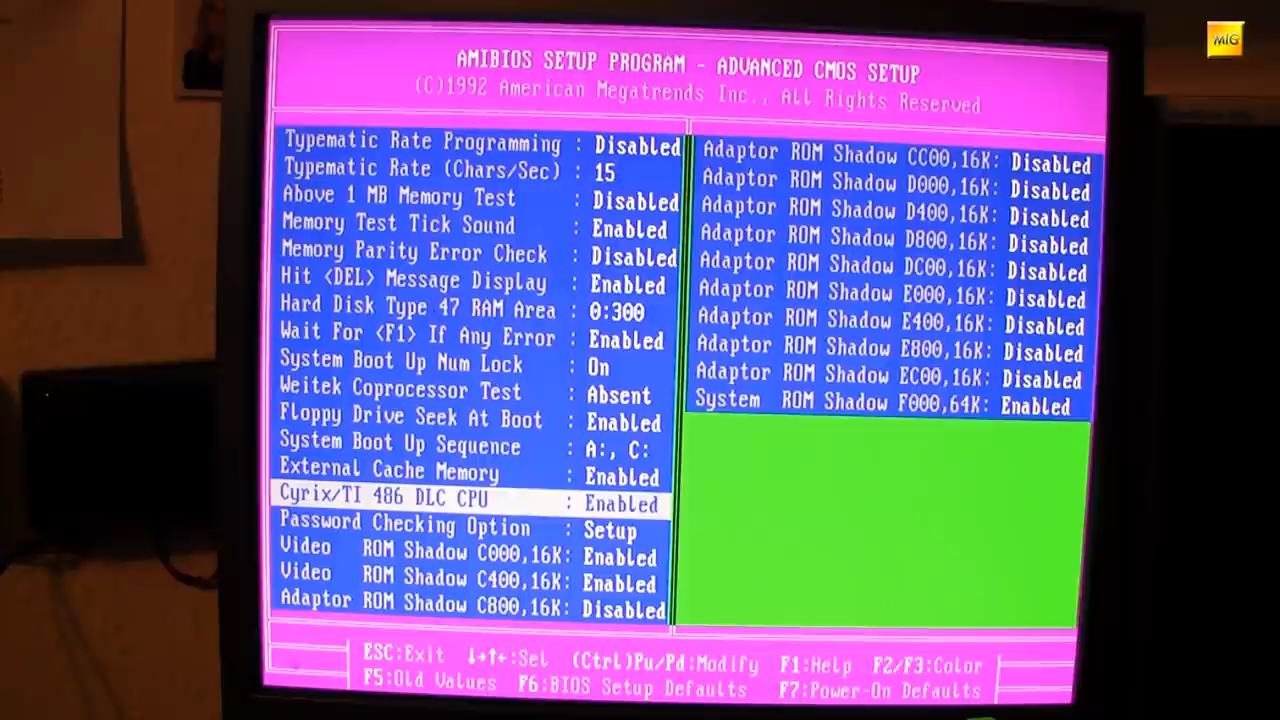 MIG
AMIBIOS SETUP PROGRAM - ADVANCED CMOS SETUP
(C)1992 American Megatrends Inc., All Rights Reserved
Typematic Rate Programming : Disabled
Typematic Rate (Chars/Sec) : 15
Above 1 MB Memory Test : Disabled
Memory Test Tick Sound : Enabled
Memory Parity Error Check : Disabled
Hit <DEL> Message Display : Enabled
Hard Disk Type 47 RAM Area : 0:300
Wait For <F1> If Any Error : Enabled
System Boot Up Num Lock : On
Weitek Coprocessor Test : Absent
Floppy Drive Seek At Boot : Enabled
System Boot Up Sequence : A:, C:
External Cache Memory : Enabled
Cyrix/TI 486 DLC CPU : Enabled
Password Checking Option : Setup
Video ROM Shadow C000,16K: Enabled
Video ROM Shadow C400,16K: Enabled
Adaptor ROM Shadow C800,16K: Disabled
Adaptor ROM Shadow CC00,16K: Disabled
Adaptor ROM Shadow D000,16K: Disabled
Adaptor ROM Shadow D400,16K: Disabled
Adaptor ROM Shadow D800,16K: Disabled
Adaptor ROM Shadow DC00,16K: Disabled
Adaptor ROM Shadow E000,16K: Disabled
Adaptor ROM Shadow E400,16K: Disabled
Adaptor ROM Shadow E800,16K: Disabled
Adaptor ROM Shadow EC00,16K: Disabled
System ROM Shadow F000,64K: Enabled
ESC:Exit ↓→↑←:Sel (Ctrl)Pu/Pd:Modify F1:Help F2/F3:Color
F5:Old Values F6:BIOS Setup Defaults F7:Power-On Defaults